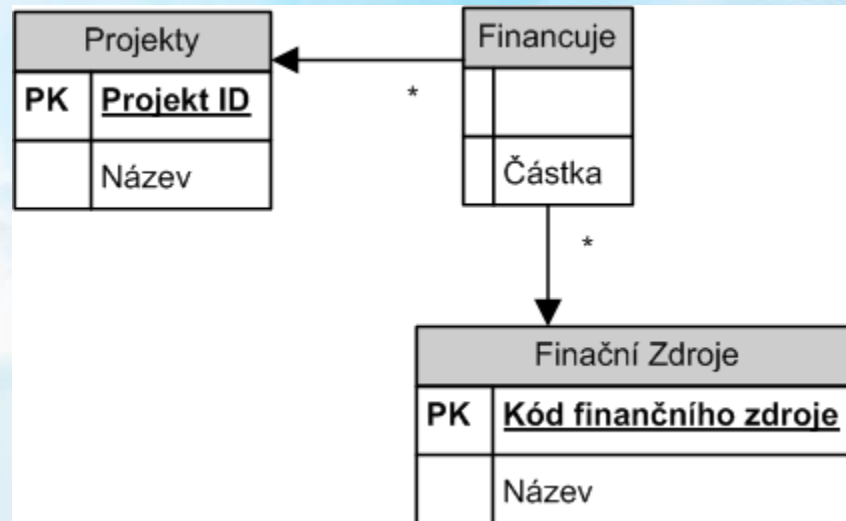 Projekty
PK Projekt ID
Název
*
Financuje
Částka
*
Finační Zdroje
PK Kód finančního zdroje
Název